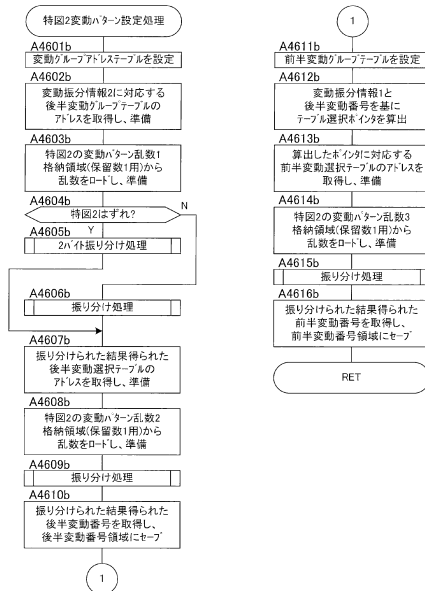 特図2変動パターン設定処理
A4601b
変動グループアドレステーブルを設定
A4602b
変動振分情報2に対応する
後半変動グループテーブルの
アドレスを取得し、準備
A4603b
特図2の変動パターン乱数1
格納領域(保留数1用)から
乱数をロードし、準備
A4604b
特図2はずれ?
N
Y
A4605b
2バイト振り分け処理
A4606b
振り分け処理
A4607b
振り分けられた結果得られた
後半変動選択テーブルの
アドレスを取得し、準備
A4608b
特図2の変動パターン乱数2
格納領域(保留数1用)から
乱数をロードし、準備
A4609b
振り分け処理
A4610b
振り分けられた結果得られた
後半変動番号を取得し、
後半変動番号領域にセーブ
1
1
A4611b
前半変動グループテーブルを設定
A4612b
変動振分情報1と
後半変動番号を基に
テーブル選択ポインタを算出
A4613b
算出したポインタに対応する
前半変動選択テーブルのアドレスを
取得し、準備
A4614b
特図2の変動パターン乱数3
格納領域(保留数1用)から
乱数をロードし、準備
A4615b
振り分け処理
A4616b
振り分けられた結果得られた
前半変動番号を取得し、
前半変動番号領域にセーブ
RET